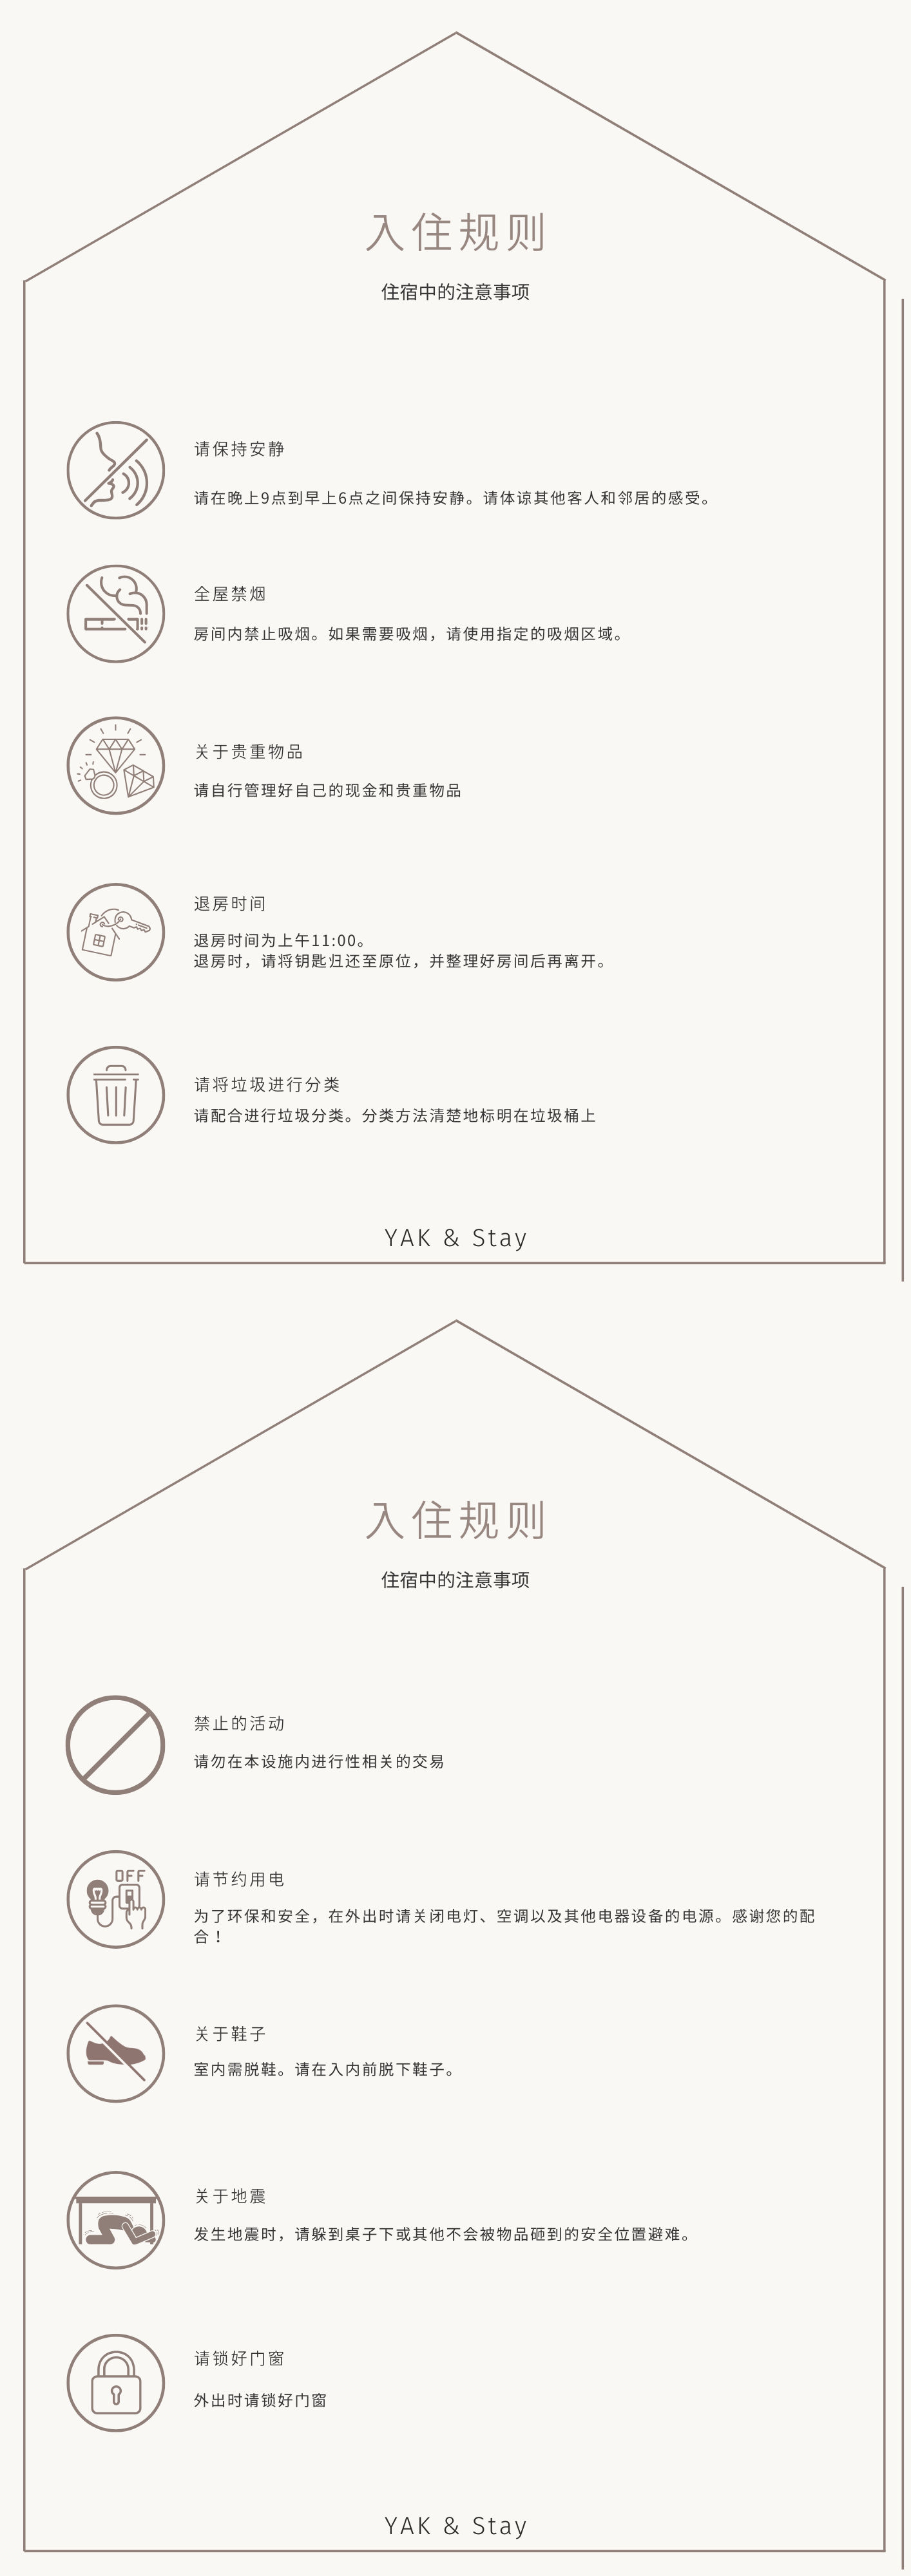 入住规则
住宿中的注意事项
请保持安静
请在晚上9点到早上6点之间保持安静。请体谅其他客人和邻居的感受。
全屋禁烟
房间内禁止吸烟。如果需要吸烟，请使用指定的吸烟区域。
关于贵重物品
请自行管理好自己的现金和贵重物品
退房时间
退房时间为上午11:00。
退房时，请将钥匙归还至原位，并整理好房间后再离开。
请将垃圾进行分类
请配合进行垃圾分类。分类方法清楚地标明在垃圾桶上
YAK & Stay
入住规则
住宿中的注意事项
禁止的活动
请勿在本设施内进行性相关的交易
OFF
请节约用电
为了环保和安全，在外出时请关闭电灯、空调以及其他电器设备的电源。感谢您的配
合！
关于鞋子
室内需脱鞋。请在入内前脱下鞋子。
关于地震
发生地震时，请躲到桌子下或其他不会被物品砸到的安全位置避难。
请锁好门窗
外出时请锁好门窗
YAK & Stay